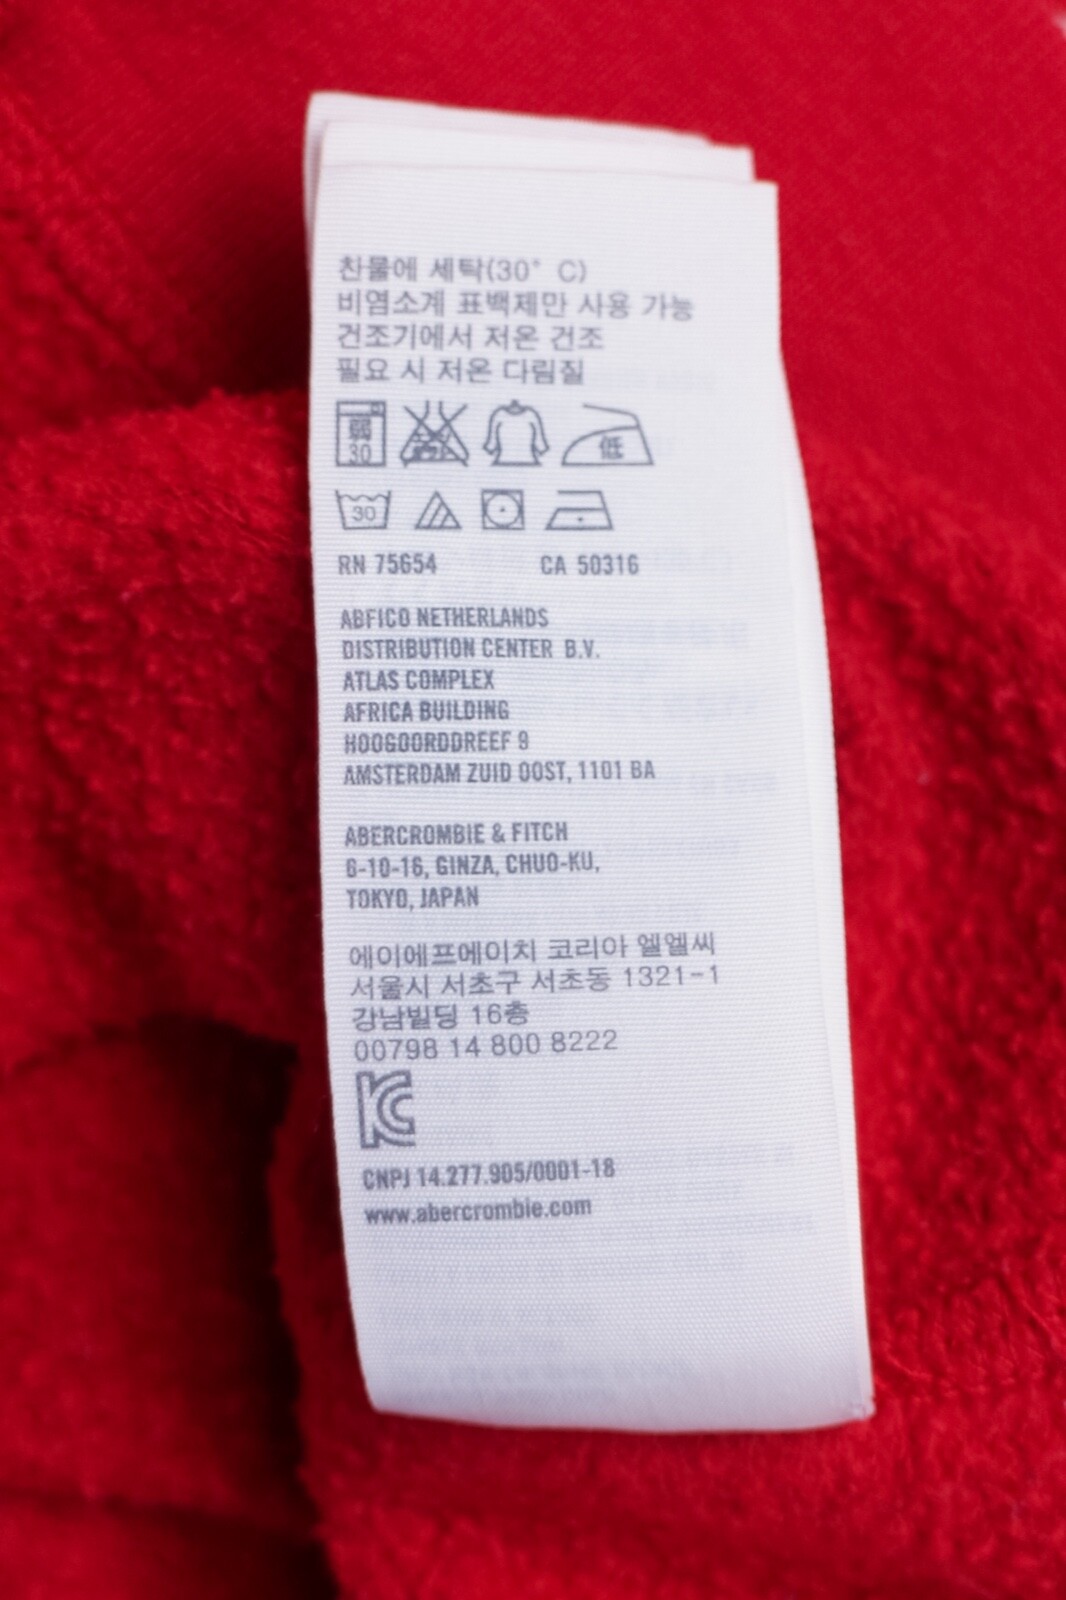 찬물에 세탁(30° C)
비염소계 표백제만 사용 가능
건조기에서 저온 건조
필요 시 저온 다림질
弱 30 低
30
RN 75654 CA 50316
ABFICO NETHERLANDS
DISTRIBUTION CENTER B.V.
ATLAS COMPLEX
AFRICA BUILDING
HOOGOORDDREEF 9
AMSTERDAM ZUID OOST, 1101 BA
ABERCROMBIE & FITCH
6-10-16, GINZA, CHUO-KU,
TOKYO, JAPAN
에이에프에이치 코리아 엘엘씨
서울시 서초구 서초동 1321-1
강남빌딩 16층
00798 14 800 8222
KC
CNPJ 14.277.905/0001-18
www.abercrombie.com